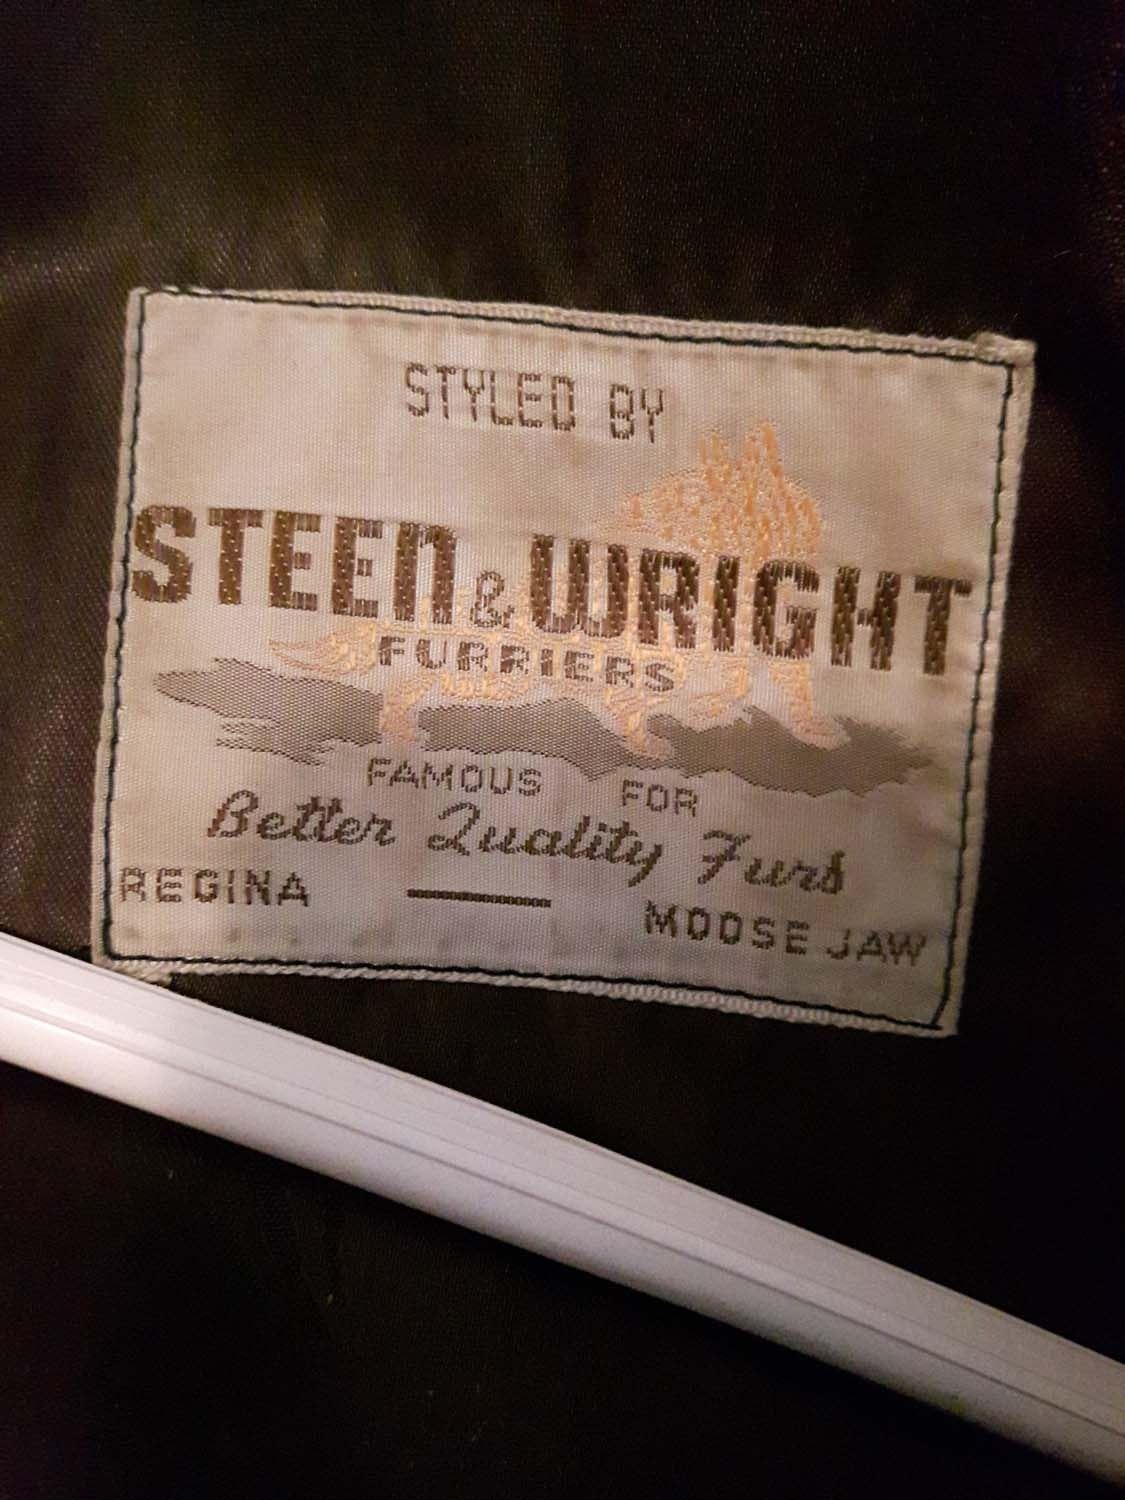 STYLED BY
STEEN & WRIGHT
FURRIERS
FAMOUS FOR
Better Quality Furs
REGINA — MOOSE JAW